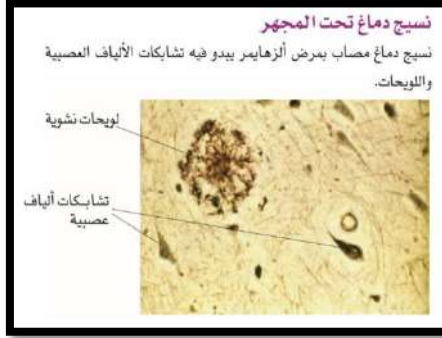 نسيج دماغ تحت المجهر
نسيج دماغ مصاب بمرض ألزهايمر يبدو فيه تشابكات الألياف العصبية
واللويحات.
لويحات نشوية
تشابكات ألياف
عصبية